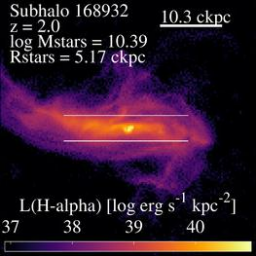 Subhalo 168932
10.3 ckpc
z = 2.0
log Mstars = 10.39
Rstars = 5.17 ckpc
L(H-alpha) [log erg s⁻¹ kpc⁻²]
37 38 39 40